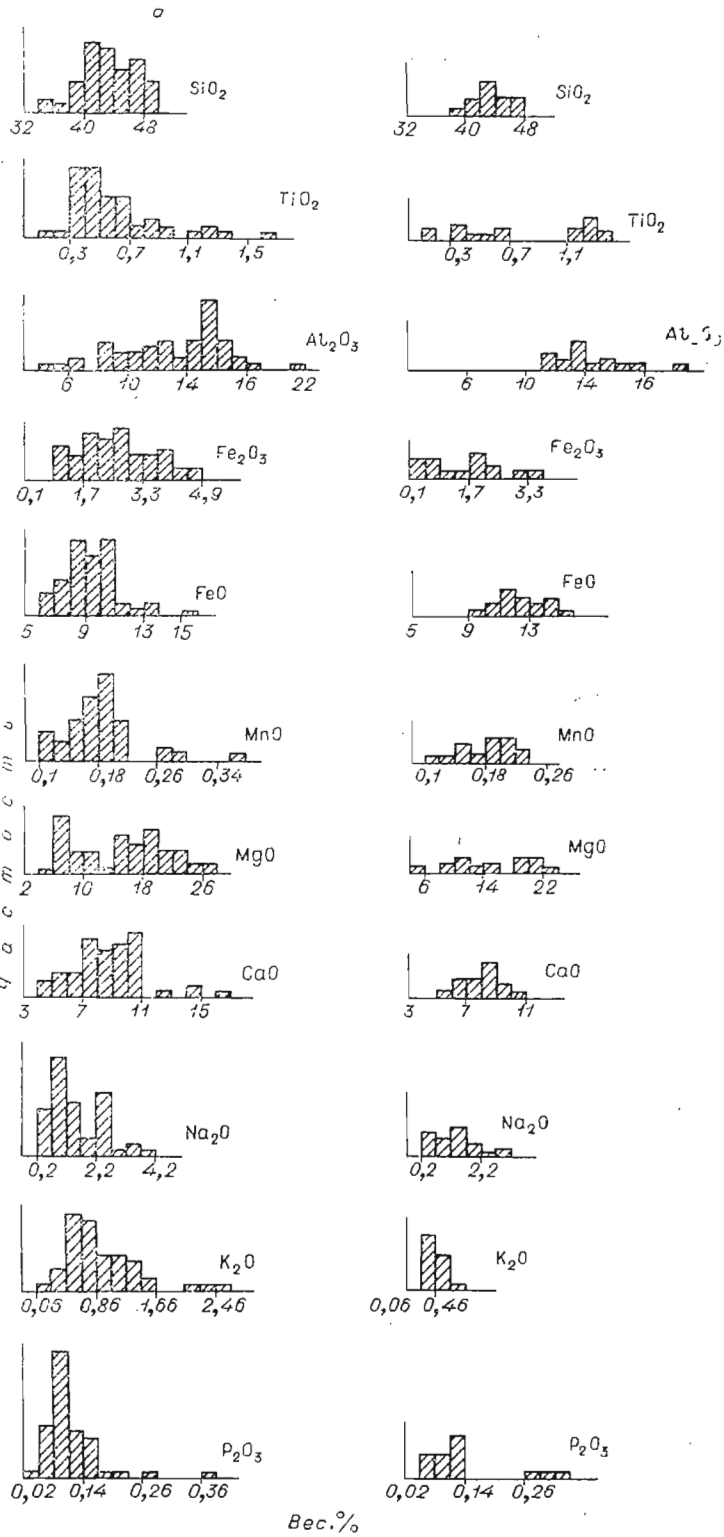 а
SiO₂
32 40 48
SiO₂
32 40 48
TiO₂
0,3 0,7 1,1 1,5
TiO₂
0,3 0,7 1,1
Al₂O₃
6 10 14 16 22
6 10 14 16
Fe₂O₃
0,1 1,7 3,3 4,9
Fe₂O₃
0,1 1,7 3,3
FeO
5 9 13 15
FeO
5 9 13
MnO
0,1 0,18 0,26 0,34
MnO
0,1 0,18 0,26
MgO
2 10 18 26
MgO
6 14 22
CaO
3 7 11 15
CaO
3 7 11
Частость
Na₂O
0,2 2,2 4,2
Na₂O
0,2 2,2
K₂O
0,06 0,86 1,66 2,46
K₂O
0,06 0,46
P₂O₃
0,02 0,14 0,26 0,36
P₂O₃
0,02 0,14 0,26
Вес.%